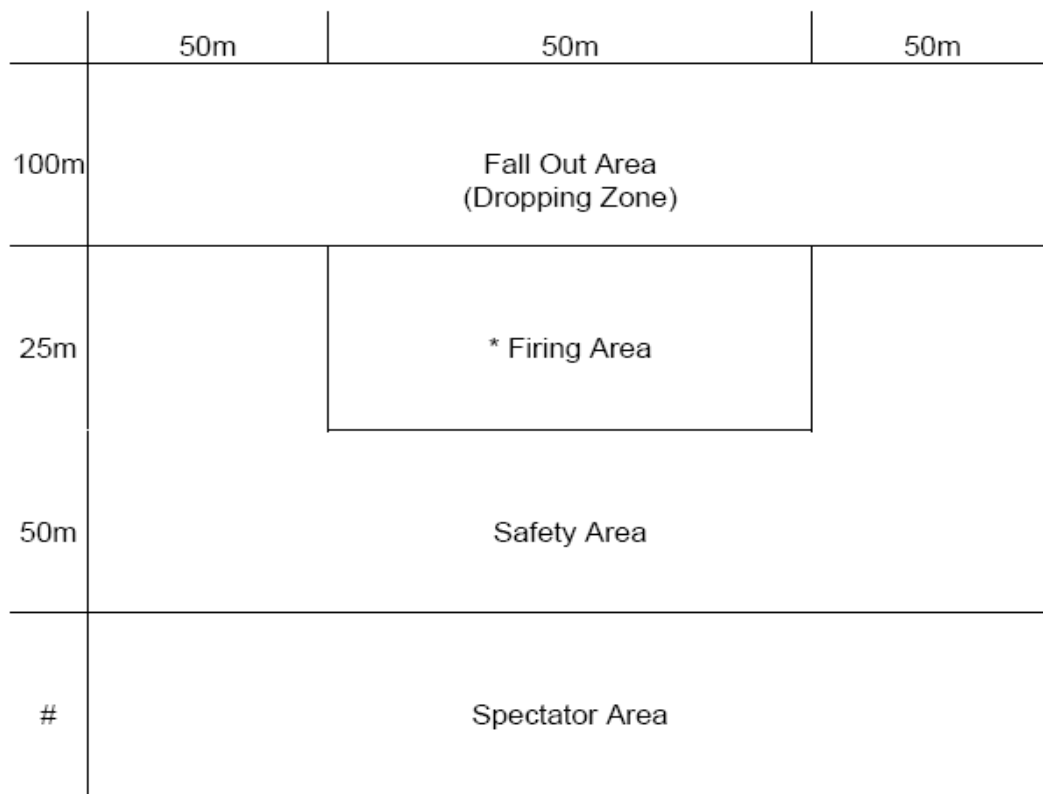 50m 50m 50m
100m Fall Out Area
(Dropping Zone)
25m * Firing Area
50m Safety Area
# Spectator Area